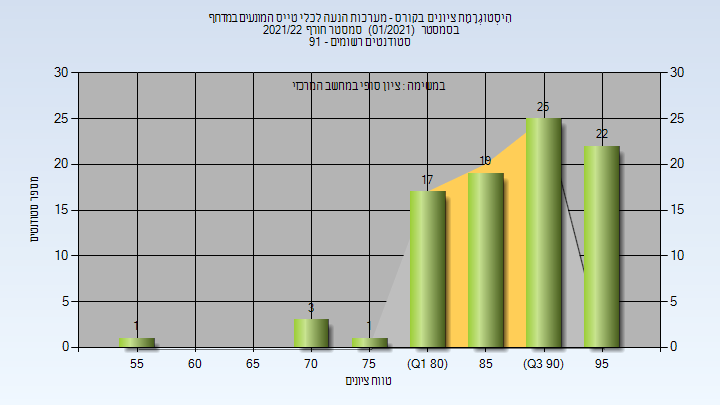 היסטוגרמת ציונים בקורס - מערכות הנעה לכלי טייס המונעים במדחף
בסמסטר (01/2021) סמסטר חורף 2021/22
סטודנטים רשומים - 91
במשימה : ציון סופי במחשב המרכזי
מספר סטודנטים
30 30
25 25
20 20
15 15
10 10
5 5
0 0
1 3 1 17 19 25 22
55 60 65 70 75 (Q1 80) 85 (Q3 90) 95
טווח ציונים